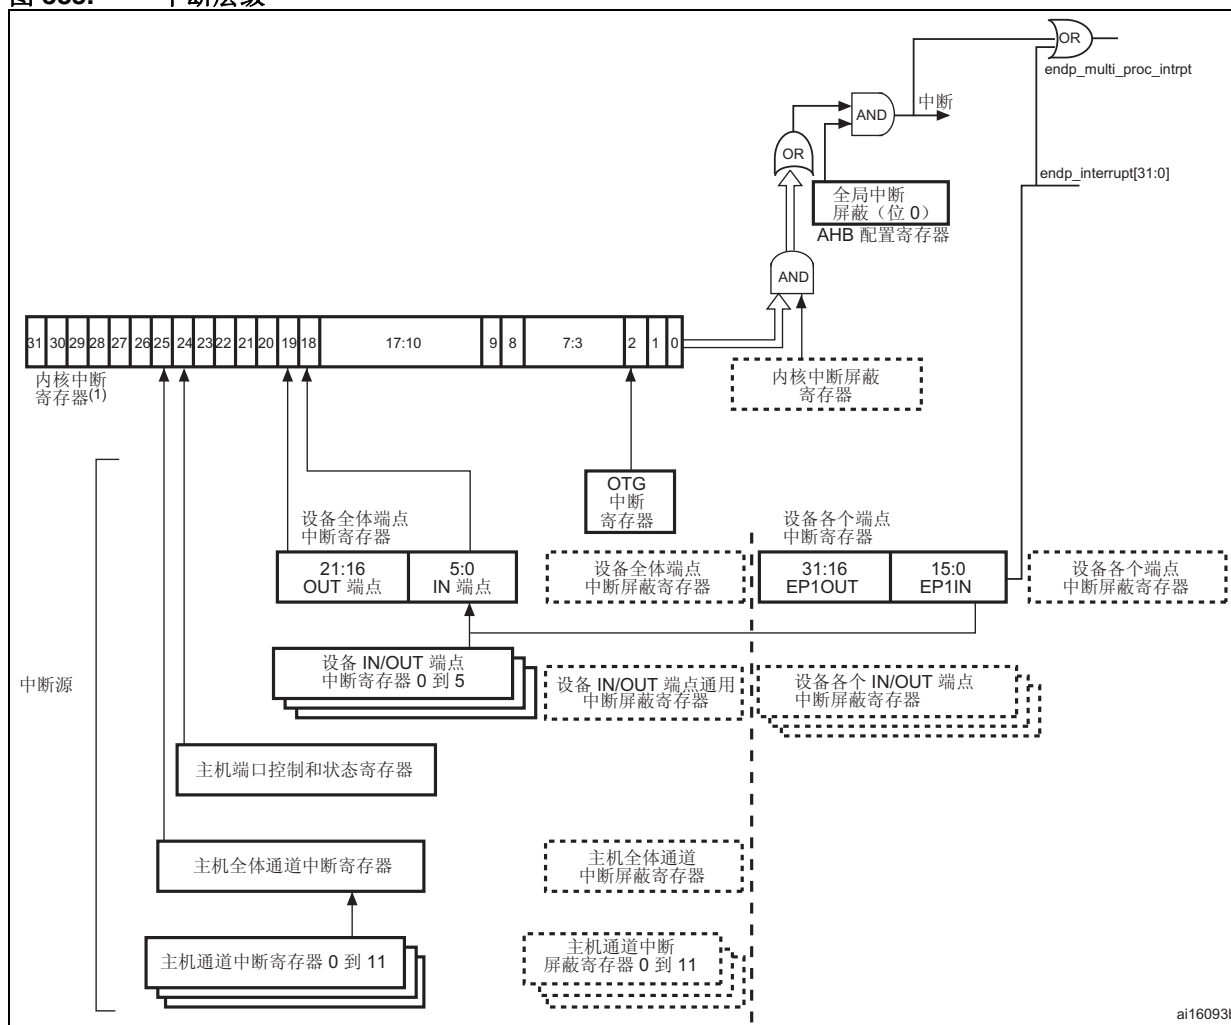 OR
endp_multi_proc_intrpt
AND
中断
OR
endp_interrupt[31:0]
全局中断
屏蔽（位 0）
AHB 配置寄存器
AND
31 30 29 28 27 26 25 24 23 22 21 20 19 18 17:10 9 8 7:3 2 1 0
内核中断
寄存器(1)
内核中断屏蔽
寄存器
OTG
中断
寄存器
设备全体端点
中断寄存器
设备各个端点
中断寄存器
21:16
OUT 端点
5:0
IN 端点
设备全体端点
中断屏蔽寄存器
31:16
EP1OUT
15:0
EP1IN
设备各个端点
中断屏蔽寄存器
中断源
设备 IN/OUT 端点
中断寄存器 0 到 5
设备 IN/OUT 端点通用
中断屏蔽寄存器
设备各个 IN/OUT 端点
中断屏蔽寄存器
主机端口控制和状态寄存器
主机全体通道中断寄存器
主机全体通道
中断屏蔽寄存器
主机通道中断寄存器 0 到 11
主机通道中断
屏蔽寄存器 0 到 11
ai16093b